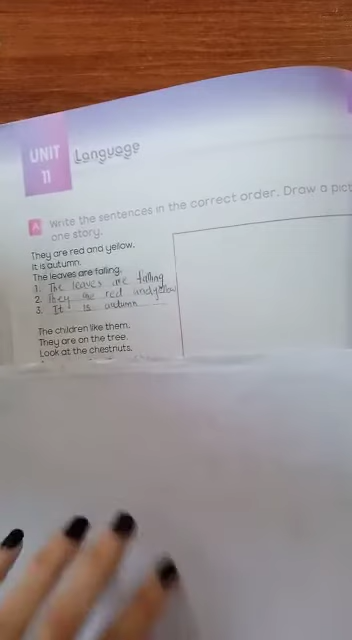 UNIT
11
Language
A Write the sentences in the correct order. Draw a pict
one story.
They are red and yellow.
It is autumn.
The leaves are falling.
1. The leaves are falling
2. They are red and yellow
3. It is autumn
The children like them.
They are on the tree.
Look at the chestnuts.